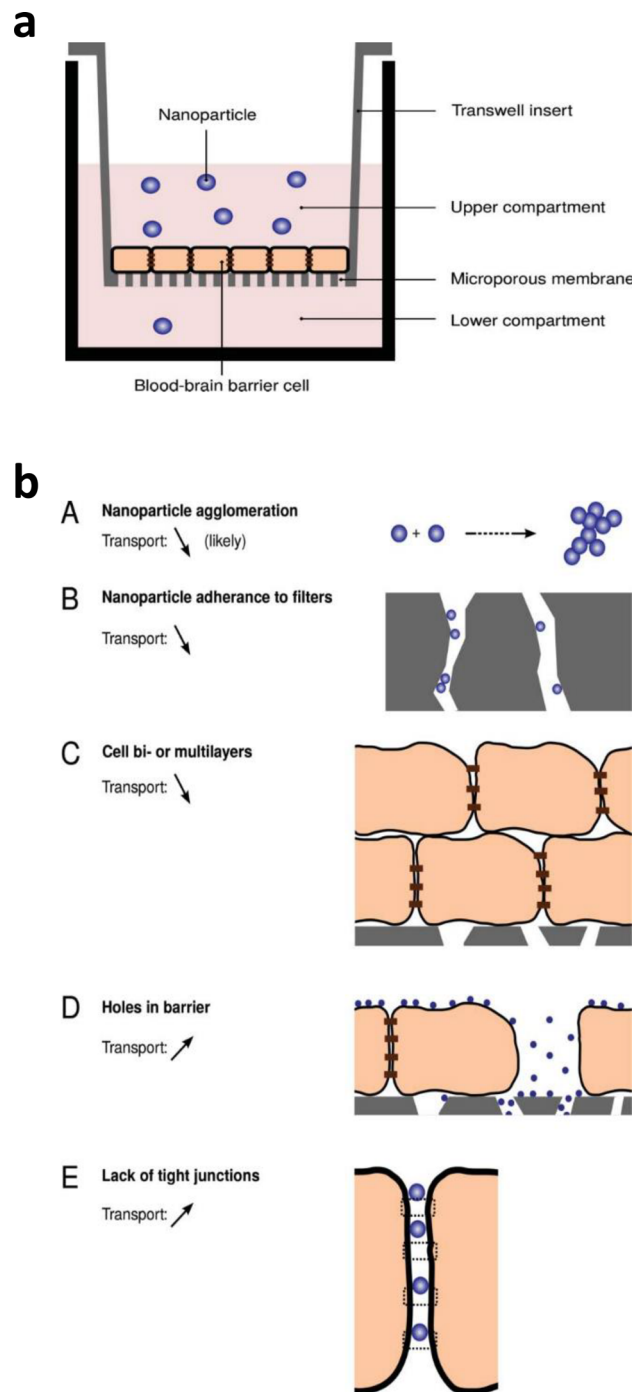 a
Nanoparticle
Transwell insert
Upper compartment
Microporous membrane
Lower compartment
Blood-brain barrier cell
b
A Nanoparticle agglomeration
Transport: (likely)
+
B Nanoparticle adherance to filters
Transport:
C Cell bi- or multilayers
Transport:
D Holes in barrier
Transport:
E Lack of tight junctions
Transport: